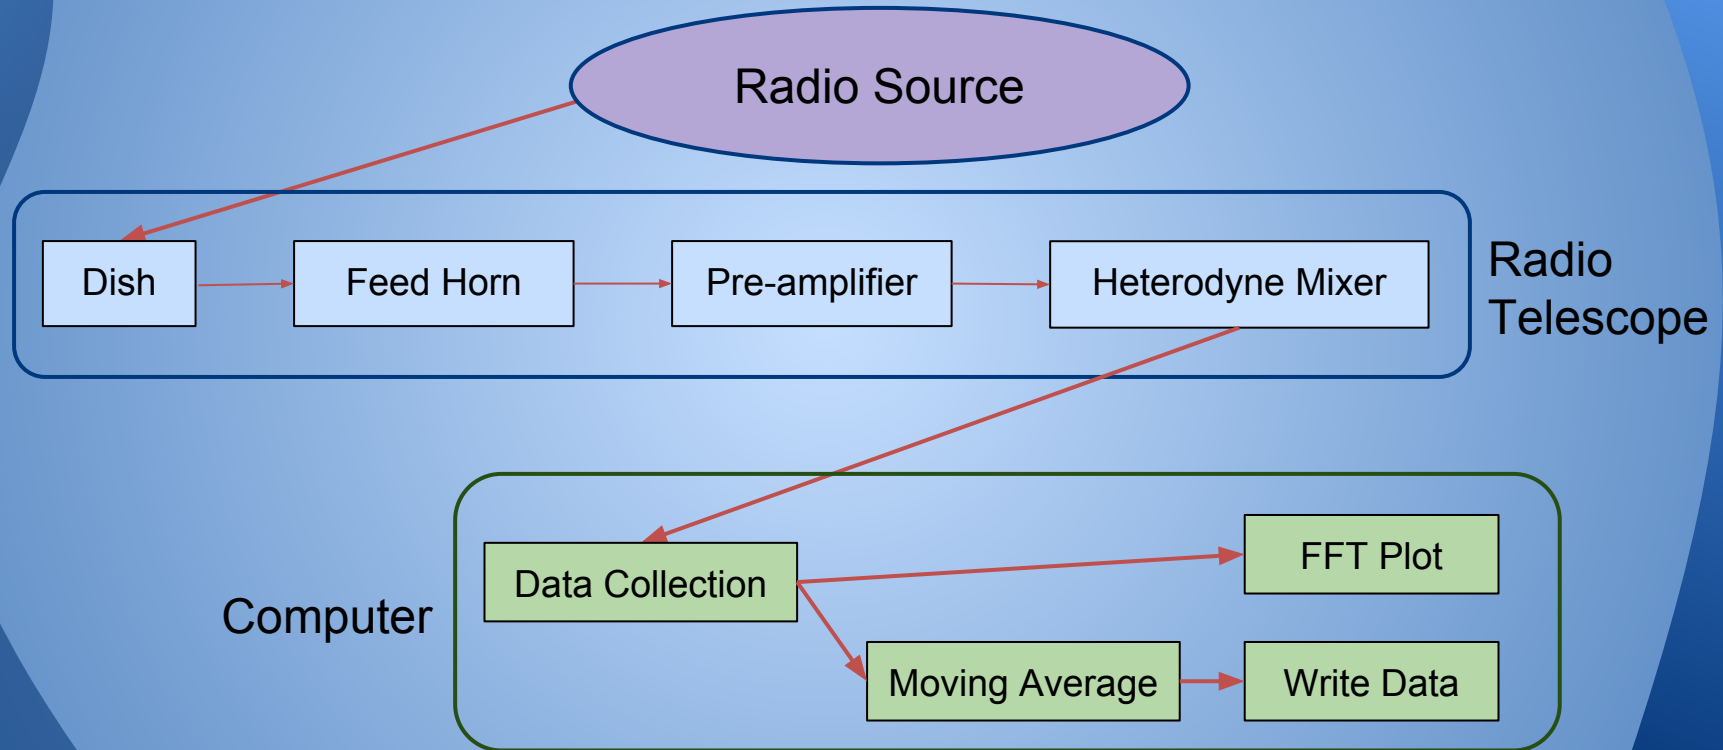 Radio Source
Dish
Feed Horn
Pre-amplifier
Heterodyne Mixer
Radio
Telescope
Computer
Data Collection
FFT Plot
Moving Average
Write Data